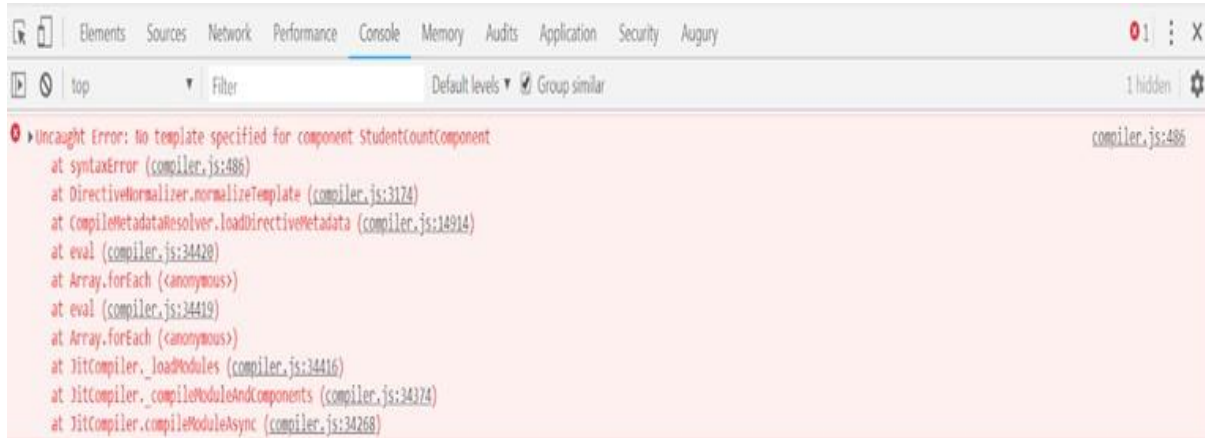 Elements Sources Network Performance Console Memory Audits Application Security Augury 1
top Filter Default levels Group similar 1 hidden
Uncaught Error: No template specified for component StudentCountComponent compiler.js:486
at syntaxError (compiler.js:486)
at DirectiveNormalizer.normalizeTemplate (compiler.js:3174)
at CompileMetadataResolver.loadDirectiveMetadata (compiler.js:14914)
at eval (compiler.js:34420)
at Array.forEach (<anonymous>)
at eval (compiler.js:34419)
at Array.forEach (<anonymous>)
at JitCompiler._loadModules (compiler.js:34416)
at JitCompiler._compileModuleAndComponents (compiler.js:34374)
at JitCompiler.compileModuleAsync (compiler.js:34268)